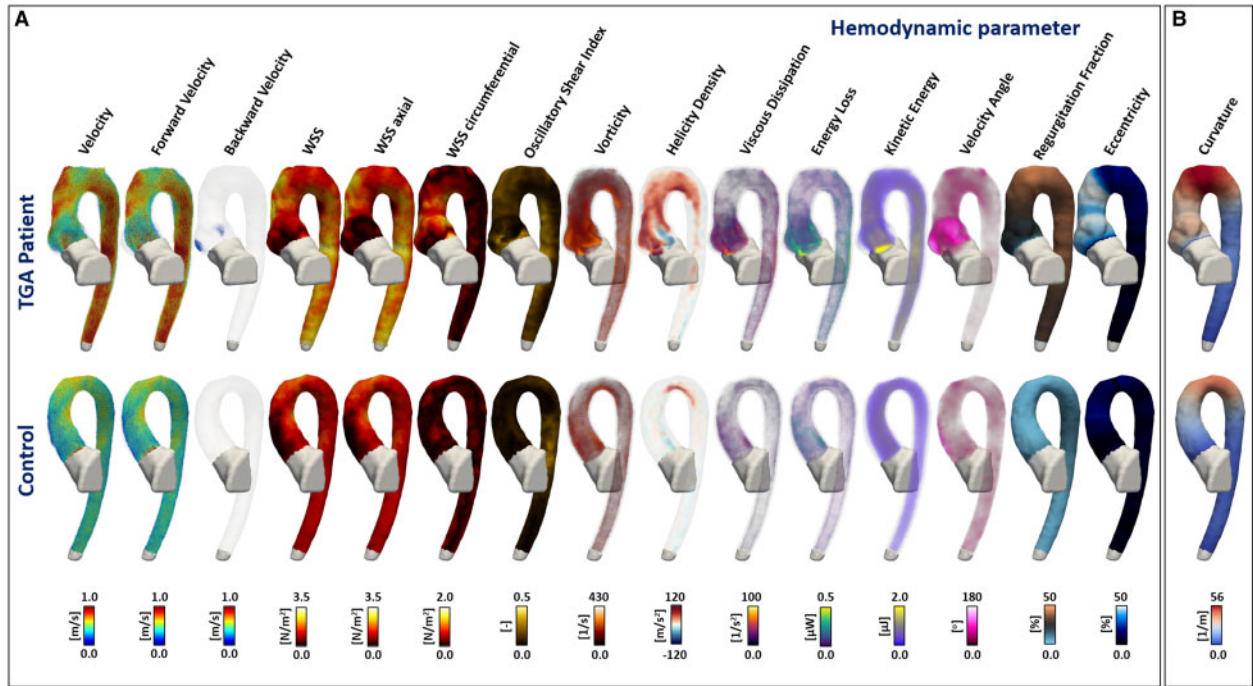 A
B
Hemodynamic parameter
Velocity
Forward Velocity
Backward Velocity
WSS
WSS axial
WSS circumferential
Oscillatory Shear Index
Vorticity
Helicity Density
Viscous Dissipation
Energy Loss
Kinetic Energy
Velocity Angle
Regurgitation Fraction
Eccentricity
Curvature
TGA Patient
Control
1.0 1.0 1.0 3.5 3.5 2.0 0.5 430 120 100 0.5 2.0 180 50 50 56
[m/s] [m/s] [m/s] [N/m²] [N/m²] [N/m²] [-] [1/s] [m/s²] [1/s²] [µW] [µJ] [°] [%] [%] [1/m]
0.0 0.0 0.0 0.0 0.0 0.0 0.0 0.0 -120 0.0 0.0 0.0 0.0 0.0 0.0 0.0